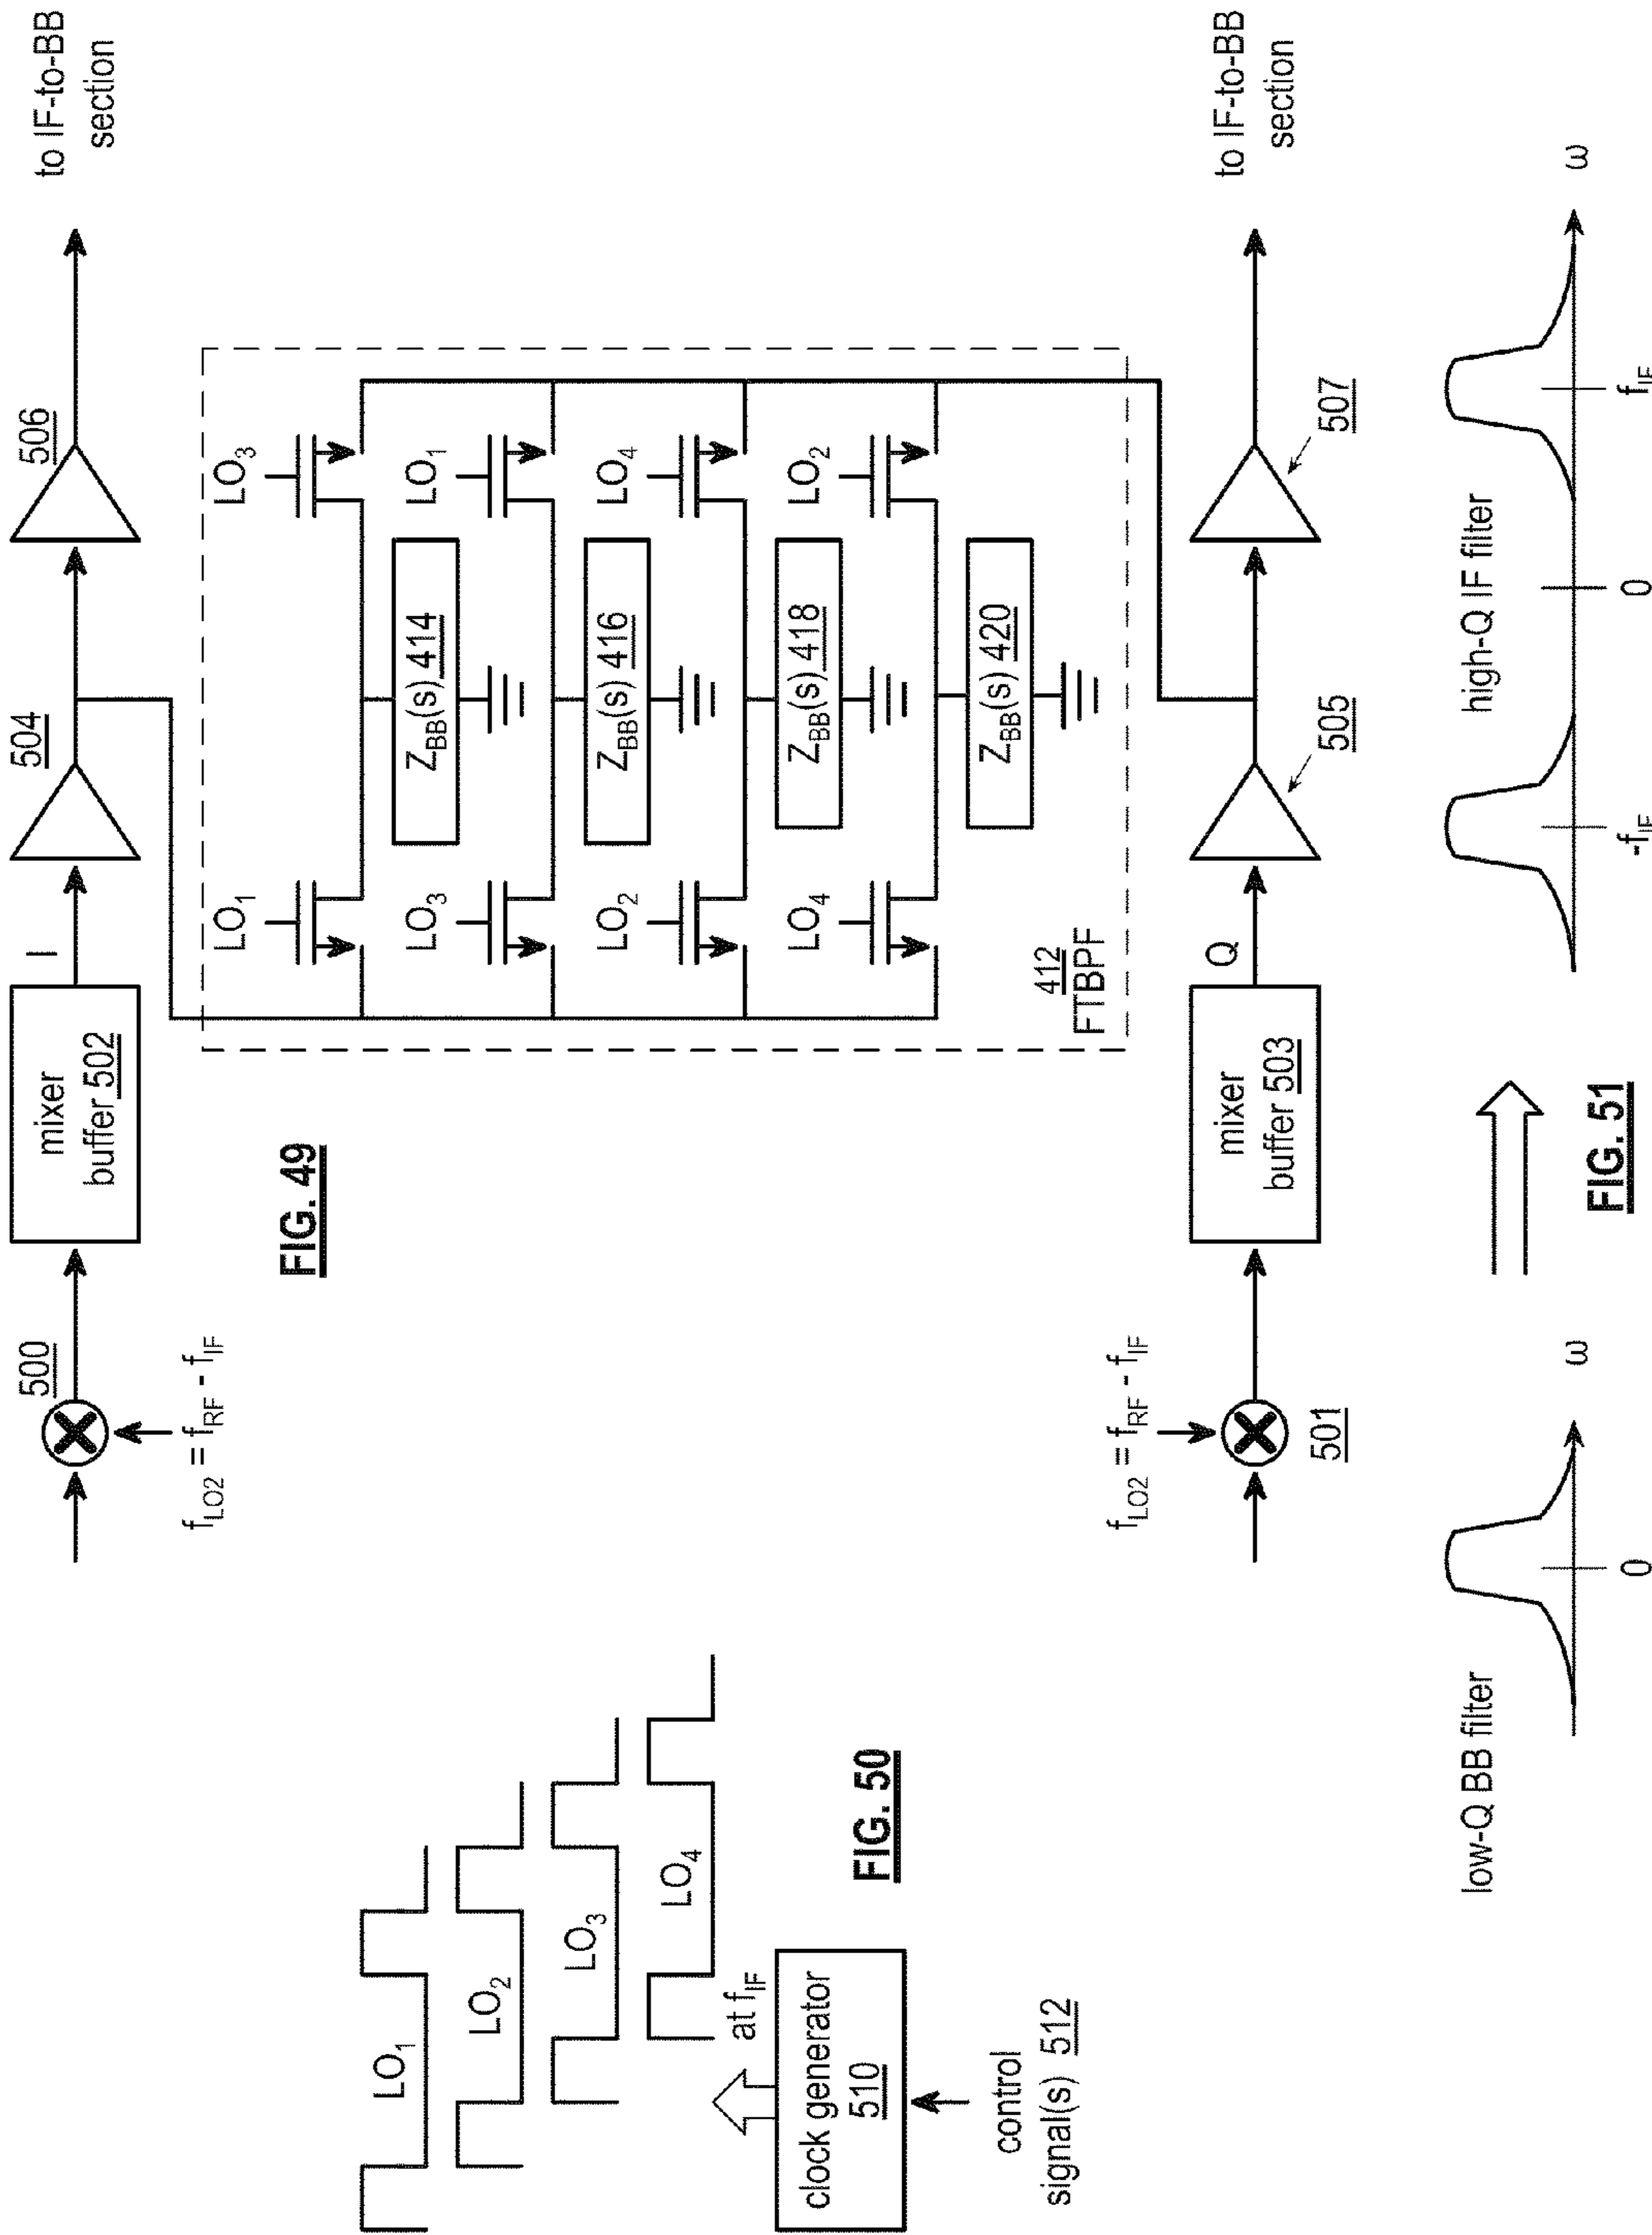 500
f_LO2 = f_RF - f_IF
mixer
buffer 502
I
504
506
to IF-to-BB
section
FIG. 49
LO1
LO3
LO3
LO1
LO2
LO4
LO4
LO2
Z_BB(s) 414
Z_BB(s) 416
Z_BB(s) 418
Z_BB(s) 420
412
FTBPF
f_LO2 = f_RF - f_IF
501
mixer
buffer 503
Q
505
507
to IF-to-BB
section
LO1
LO2
LO3
LO4
at f_IF
clock generator
510
control
signal(s) 512
FIG. 50
low-Q BB filter
0
ω
high-Q IF filter
-f_IF
0
f_IF
ω
FIG. 51